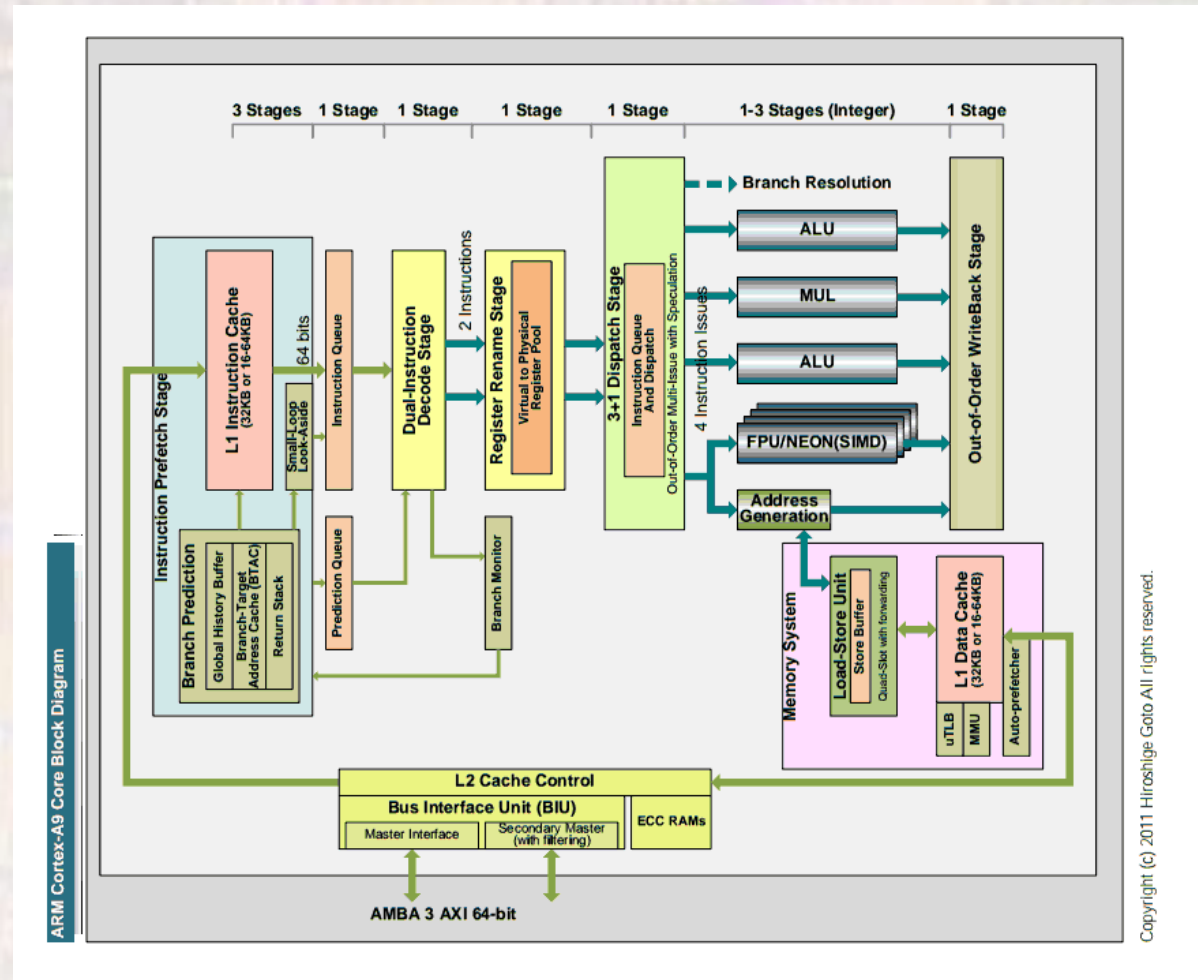 ARM Cortex-A9 Core Block Diagram
3 Stages
1 Stage
1 Stage
1 Stage
1 Stage
1-3 Stages (Integer)
1 Stage
Instruction Prefetch Stage
L1 Instruction Cache
(32KB or 16-64KB)
64 bits
Small-Loop
Look-Aside
Branch Prediction
Global History Buffer
Branch-Target
Address Cache (BTAC)
Return Stack
Instruction Queue
Prediction Queue
Dual-Instruction
Decode Stage
2 Instructions
Register Rename Stage
Virtual to Physical
Register Pool
Branch Monitor
3+1 Dispatch Stage
Instruction Queue
And Dispatch
Out-of-Order Multi-Issue with Speculation
4 Instruction Issues
Branch Resolution
ALU
MUL
ALU
FPU/NEON(SIMD)
Address
Generation
Out-of-Order WriteBack Stage
Memory System
Load-Store Unit
Store Buffer
Quad-Slot with forwarding
L1 Data Cache
(32KB or 16-64KB)
uTLB
MMU
Auto-prefetcher
L2 Cache Control
Bus Interface Unit (BIU)
Master Interface
Secondary Master
(with filtering)
ECC RAMs
AMBA 3 AXI 64-bit
Copyright (c) 2011 Hiroshige Goto All rights reserved.